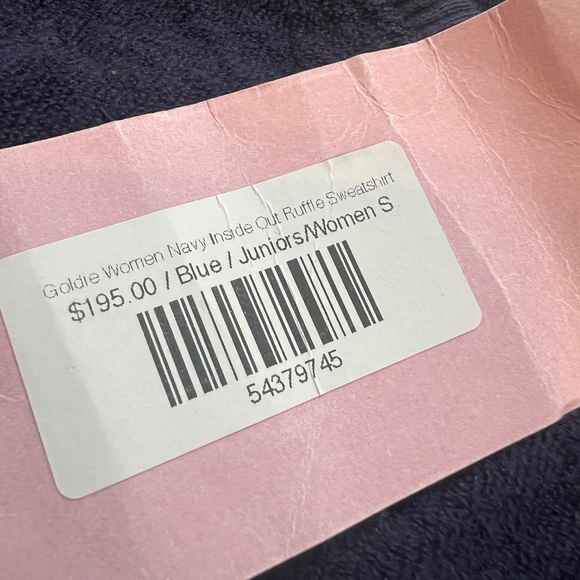 Goldie Women Navy Inside Out Ruffle Sweatshirt
$195.00 / Blue / Juniors/Women S
54379745